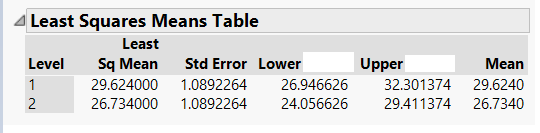 Least Squares Means Table
Least
Level Sq Mean Std Error Lower Upper Mean
1 29.624000 1.0892264 26.946626 32.301374 29.6240
2 26.734000 1.0892264 24.056626 29.411374 26.7340